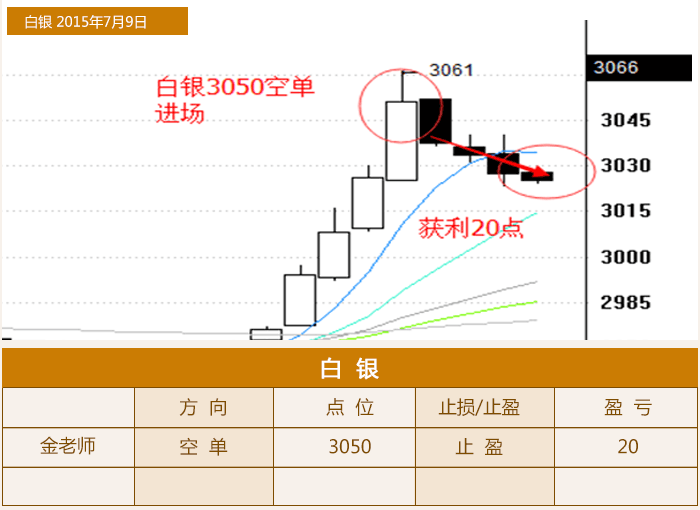 白银 2015年7月9日
3061
3066
白银3050空单
进场
3045
3030
3015
获利20点
3000
2985
白 银
方 向 点 位 止损/止盈 盈 亏
金老师 空 单 3050 止 盈 20